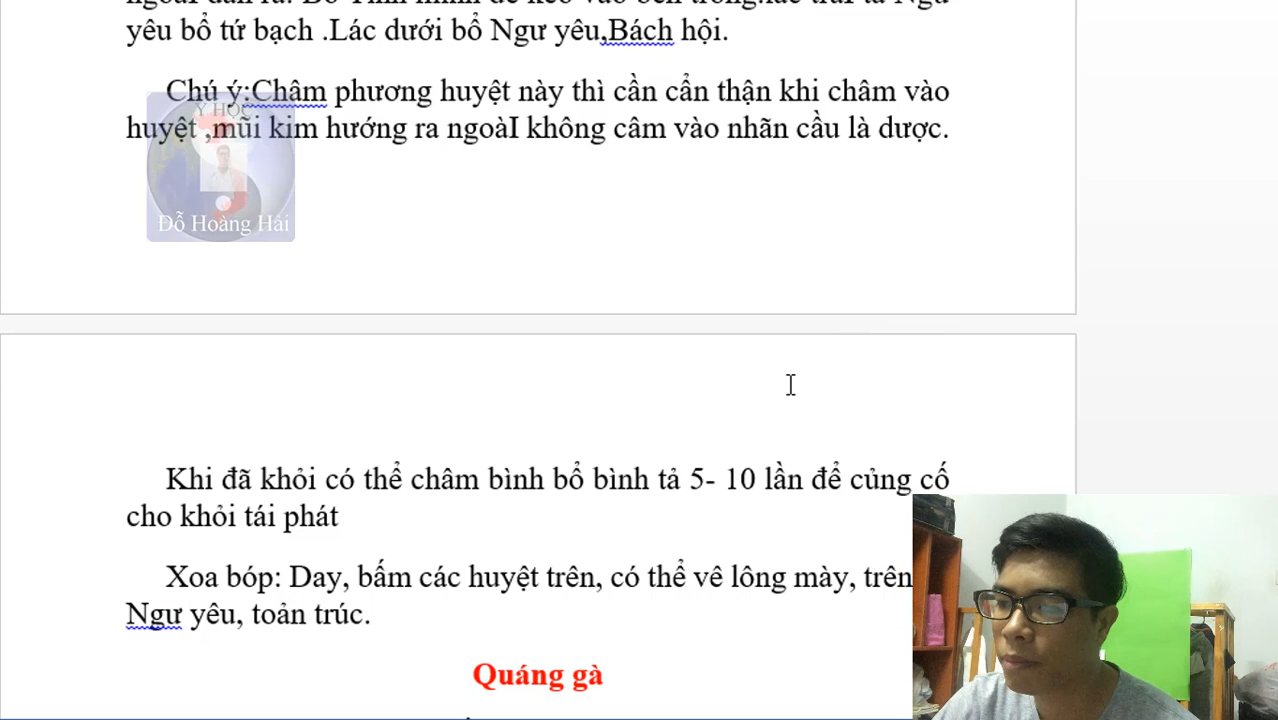 yêu bổ tứ bạch .Lác dưới bổ Ngư yêu,Bách hội.
Chú ý:Châm phương huyệt này thì cần cẩn thận khi châm vào
huyệt ,mũi kim hướng ra ngoàI không câm vào nhãn cầu là dược.
Y HỌC
Đỗ Hoàng Hải
Khi đã khỏi có thể châm bình bổ bình tả 5- 10 lần để củng cố
cho khỏi tái phát
Xoa bóp: Day, bấm các huyệt trên, có thể vê lông mày, trên
Ngư yêu, toản trúc.
Quáng gà